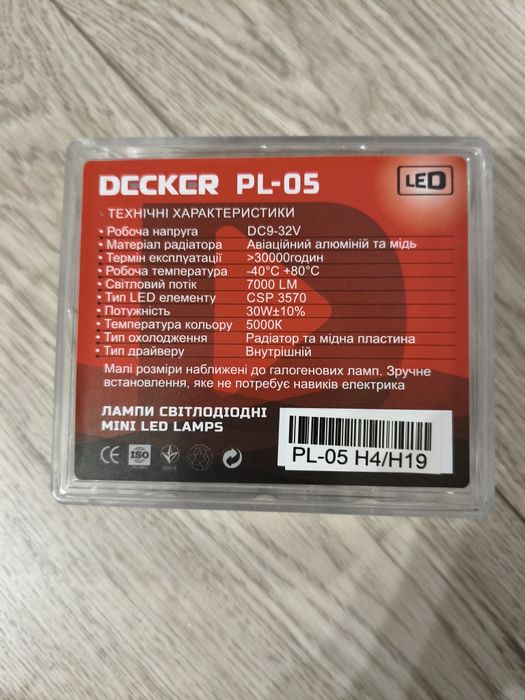 DECKER PL-05
LED
ТЕХНІЧНІ ХАРАКТЕРИСТИКИ
• Робоча напруга DC9-32V
• Матеріал радіатора Авіаційний алюміній та мідь
• Термін експлуатації >30000годин
• Робоча температура -40°C +80°C
• Світловий потік 7000 LM
• Тип LED елементу CSP 3570
• Потужність 30W±10%
• Температура кольору 5000K
• Тип охолодження Радіатор та мідна пластина
• Тип драйверу Внутрішній
Малі розміри наближені до галогенових ламп. Зручне
встановлення, яке не потребує навиків електрика
ЛАМПИ СВІТЛОДІОДНІ
MINI LED LAMPS
CE ISO
PL-05 H4/H19